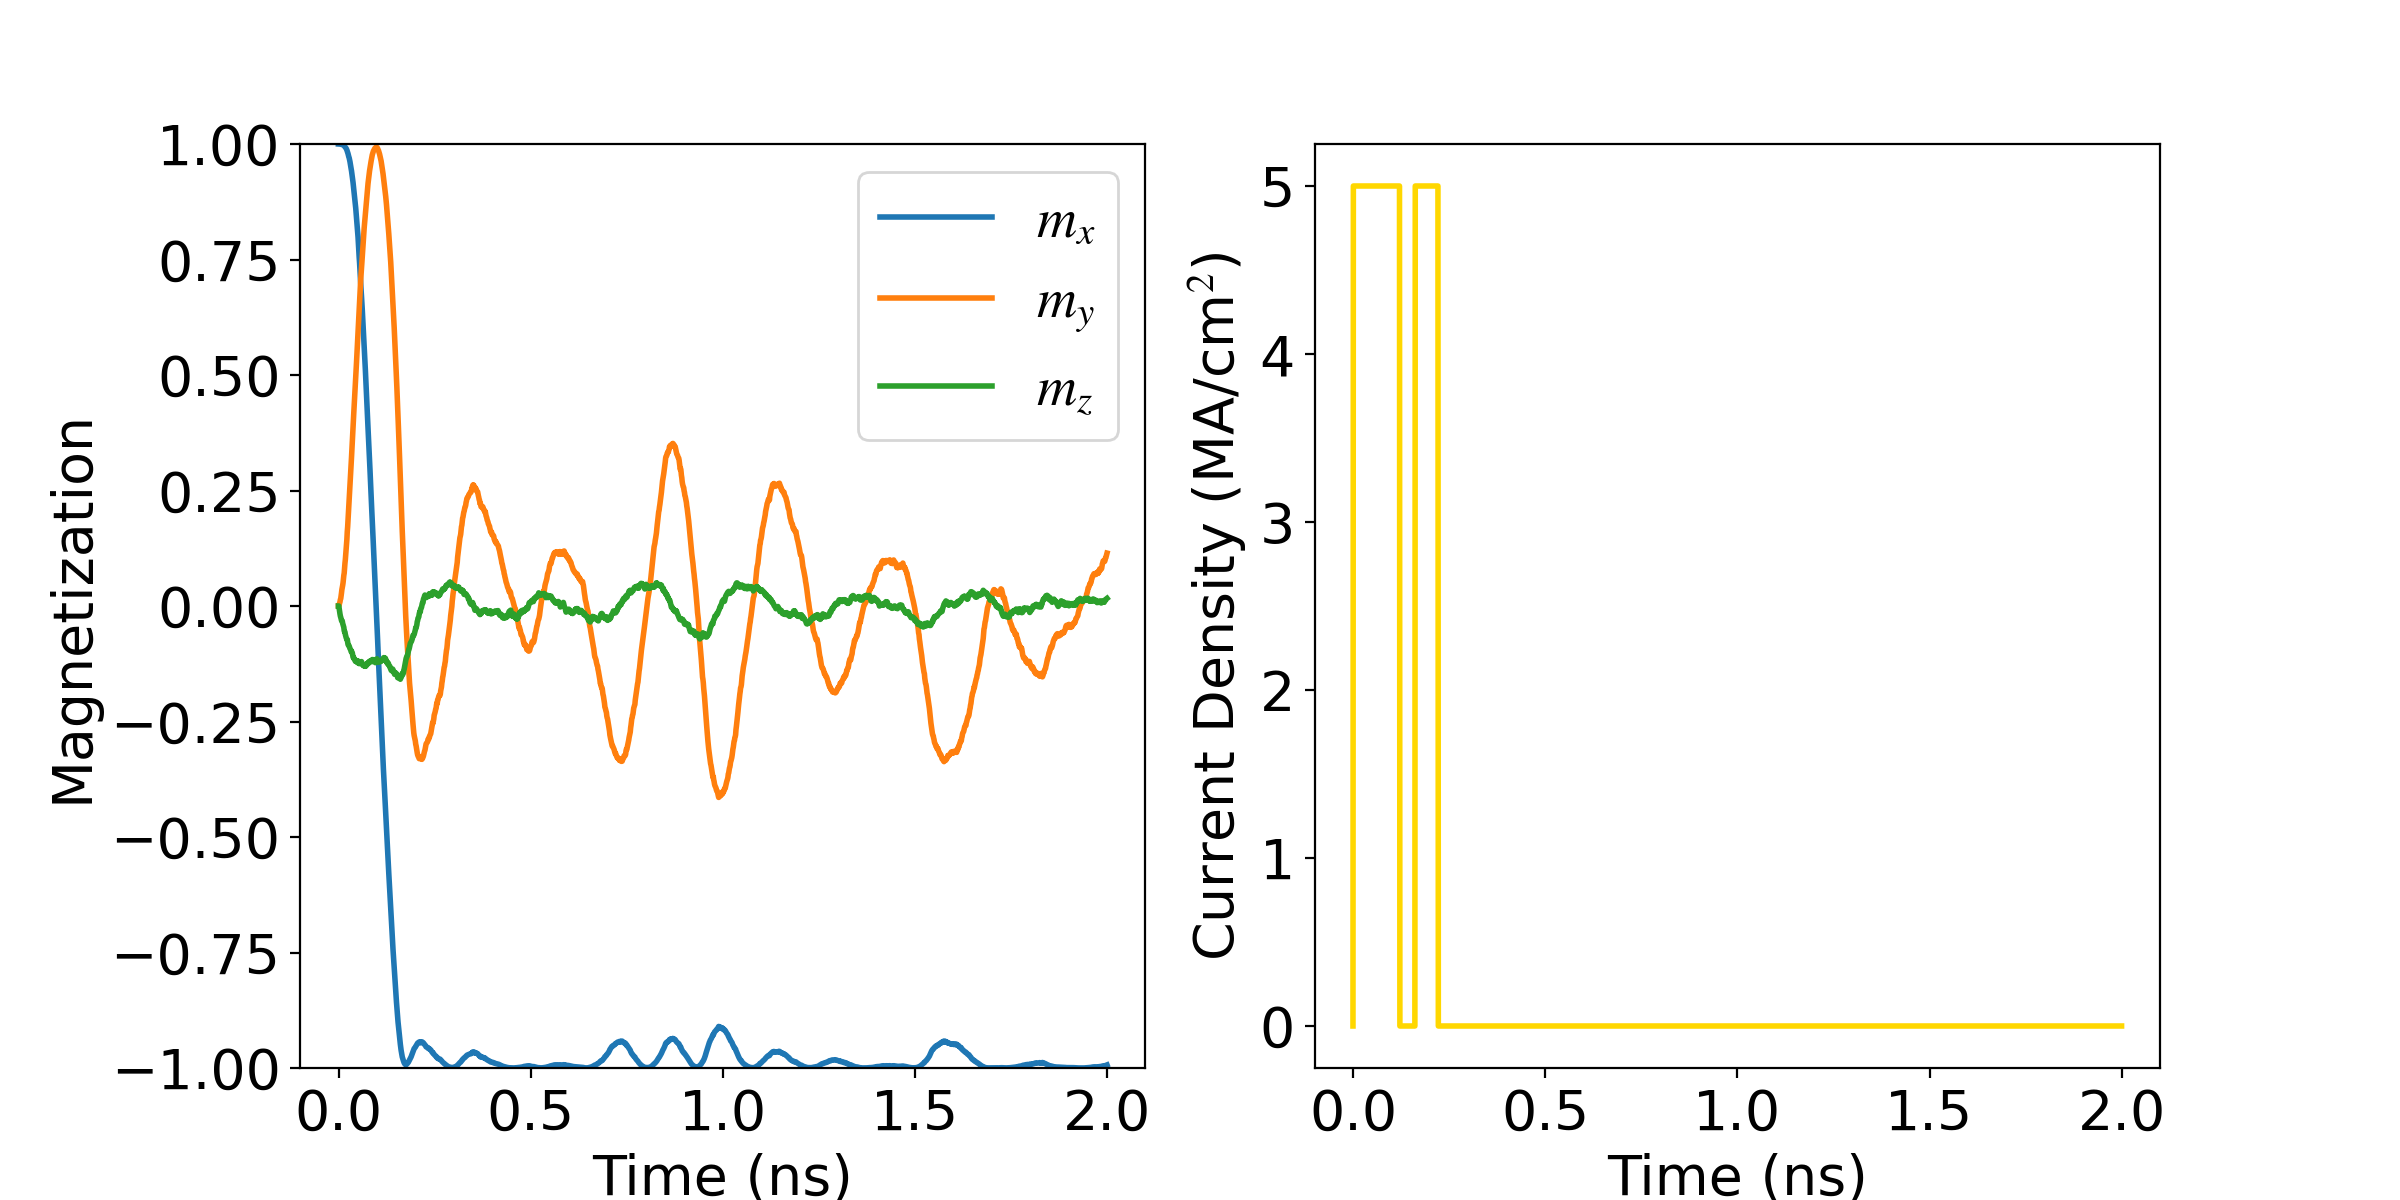 1.00
0.75
0.50
0.25
0.00
−0.25
−0.50
−0.75
−1.00
Magnetization
0.0 0.5 1.0 1.5 2.0
Time (ns)
m_x
m_y
m_z
5
4
3
2
1
0
Current Density (MA/cm²)
0.0 0.5 1.0 1.5 2.0
Time (ns)